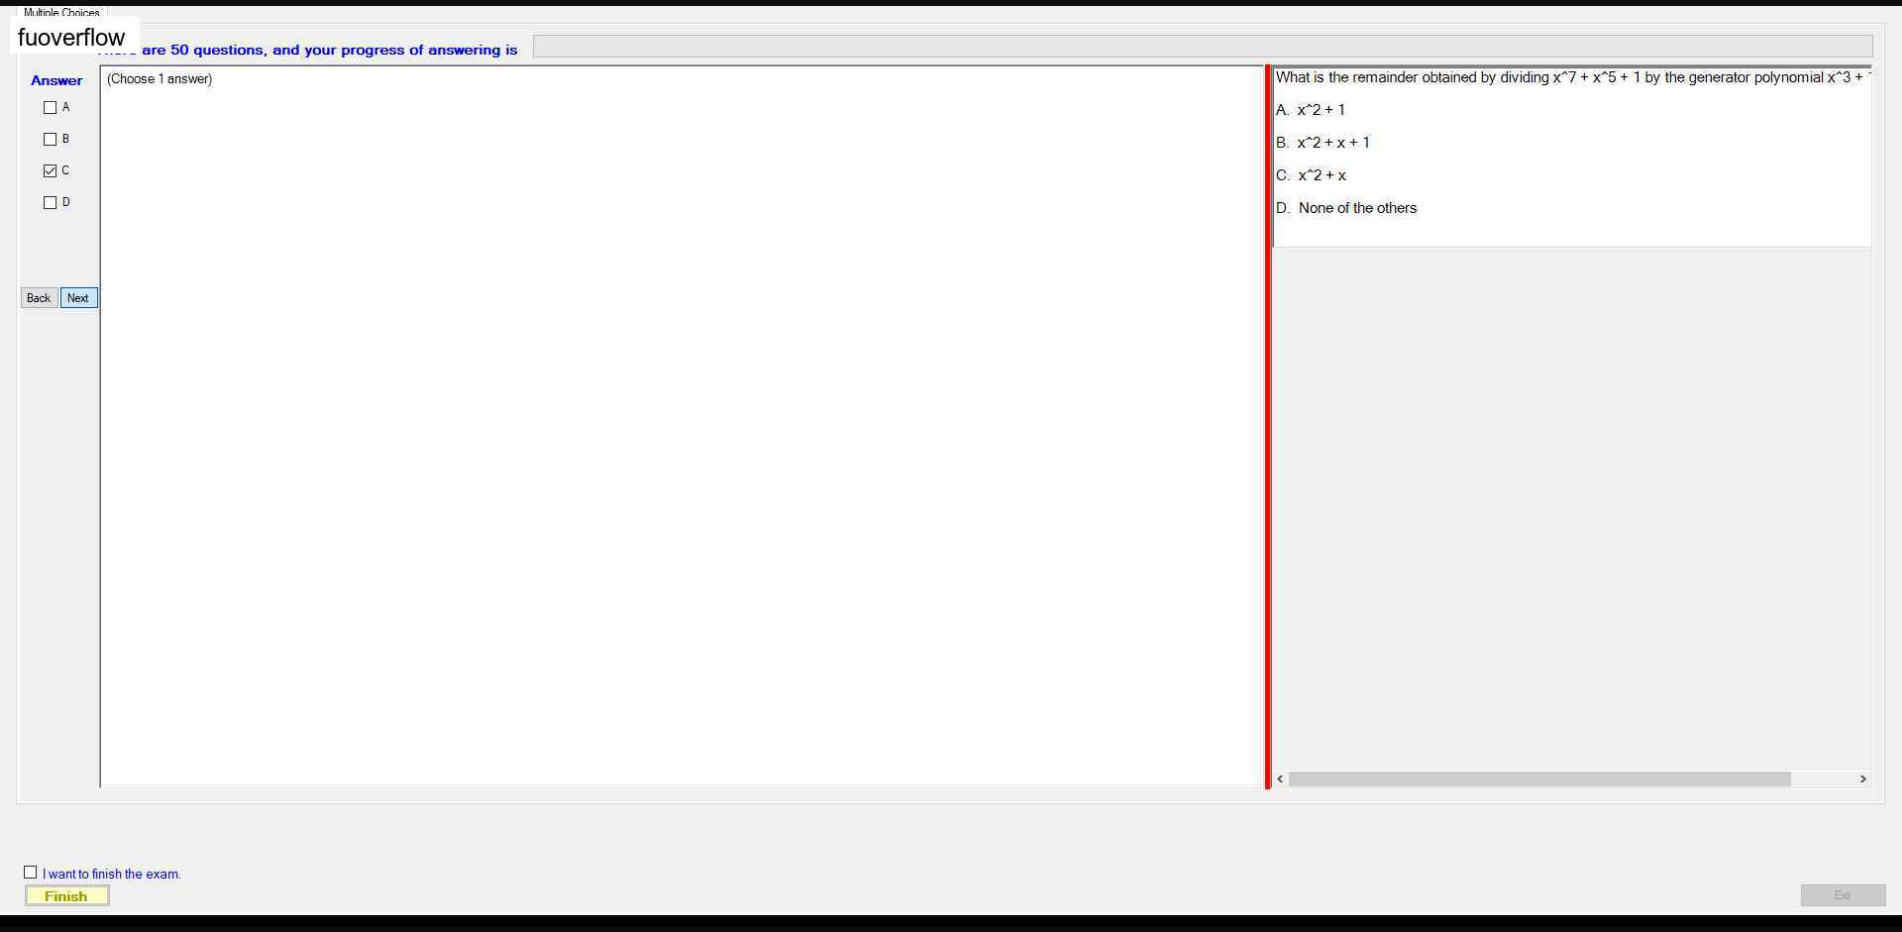 Multiple Choices
fuoverflow
are 50 questions, and your progress of answering is
Answer
(Choose 1 answer)
A
B
C
D
Back Next
What is the remainder obtained by dividing x^7 + x^5 + 1 by the generator polynomial x^3 +
A. x^2 + 1
B. x^2 + x + 1
C. x^2 + x
D. None of the others
I want to finish the exam.
Finish
Exit